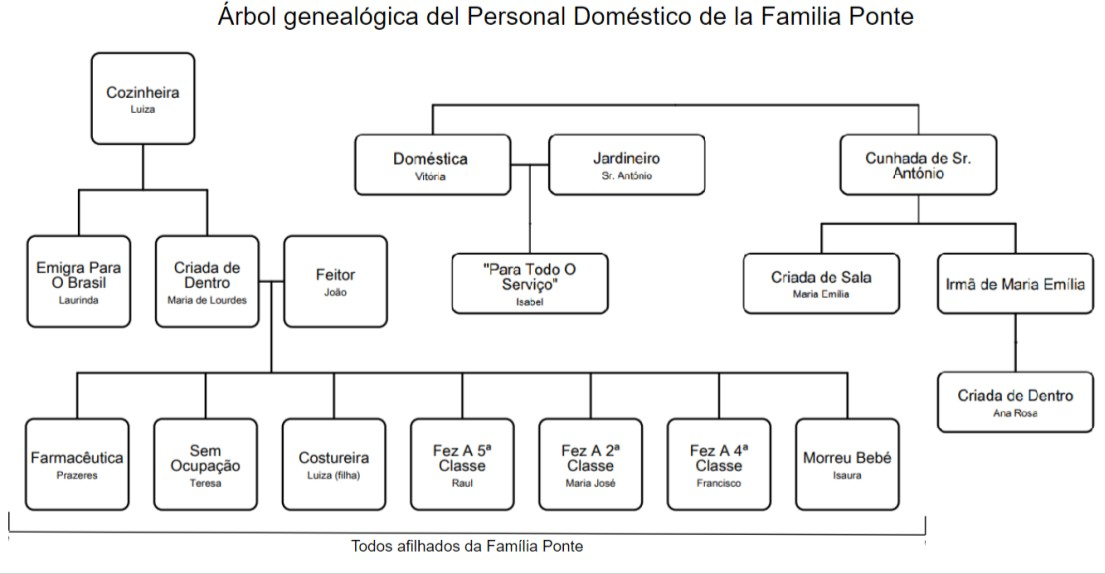 Árbol genealógica del Personal Doméstico de la Familia Ponte
Cozinheira
Luiza
Doméstica
Vitória
Jardineiro
Sr. António
Cunhada de Sr.
António
Emigra Para
O Brasil
Laurinda
Criada de
Dentro
Maria de Lourdes
Feitor
João
"Para Todo O
Serviço"
Isabel
Criada de Sala
Maria Emília
Irmã de Maria Emília
Criada de Dentro
Ana Rosa
Farmacêutica
Prazeres
Sem
Ocupação
Teresa
Costureira
Luiza (filha)
Fez A 5ª
Classe
Raul
Fez A 2ª
Classe
Maria José
Fez A 4ª
Classe
Francisco
Morreu Bebé
Isaura
Todos afilhados da Família Ponte